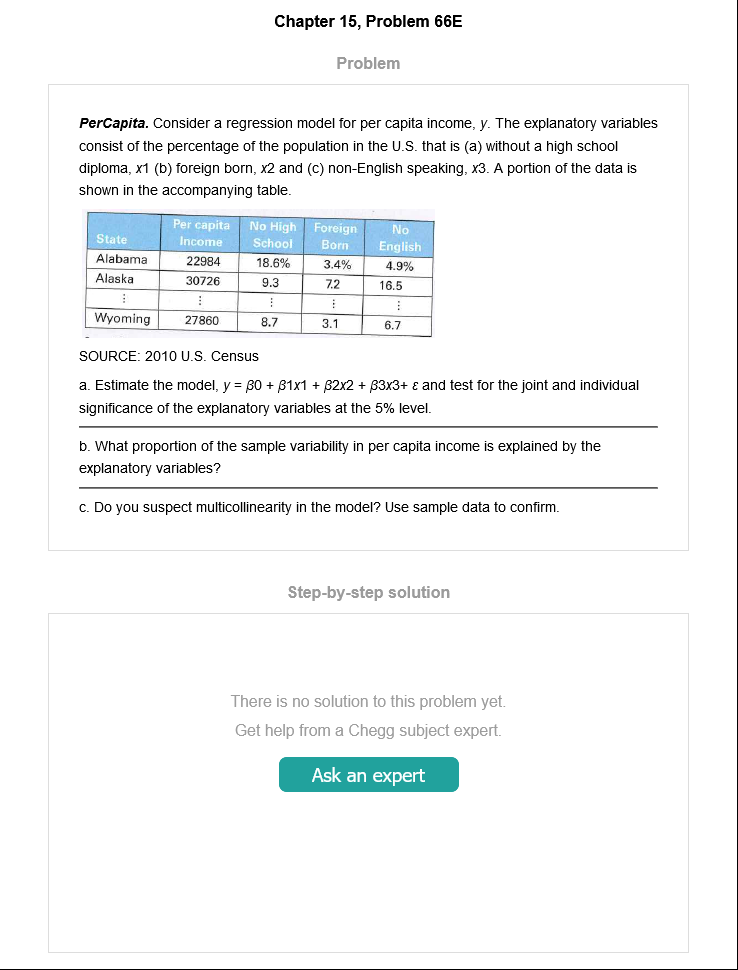 Chapter 15, Problem 66E
Problem
PerCapita. Consider a regression model for per capita income, y. The explanatory variables
consist of the percentage of the population in the U.S. that is (a) without a high school
diploma, x1 (b) foreign born, x2 and (c) non-English speaking, x3. A portion of the data is
shown in the accompanying table.
State Per capita Income No High School Foreign Born No English
Alabama 22984 18.6% 3.4% 4.9%
Alaska 30726 9.3 7.2 16.5
⋮ ⋮ ⋮ ⋮ ⋮
Wyoming 27860 8.7 3.1 6.7
SOURCE: 2010 U.S. Census
a. Estimate the model, y = β0 + β1x1 + β2x2 + β3x3+ ε and test for the joint and individual
significance of the explanatory variables at the 5% level.
b. What proportion of the sample variability in per capita income is explained by the
explanatory variables?
c. Do you suspect multicollinearity in the model? Use sample data to confirm.
Step-by-step solution
There is no solution to this problem yet.
Get help from a Chegg subject expert.
Ask an expert